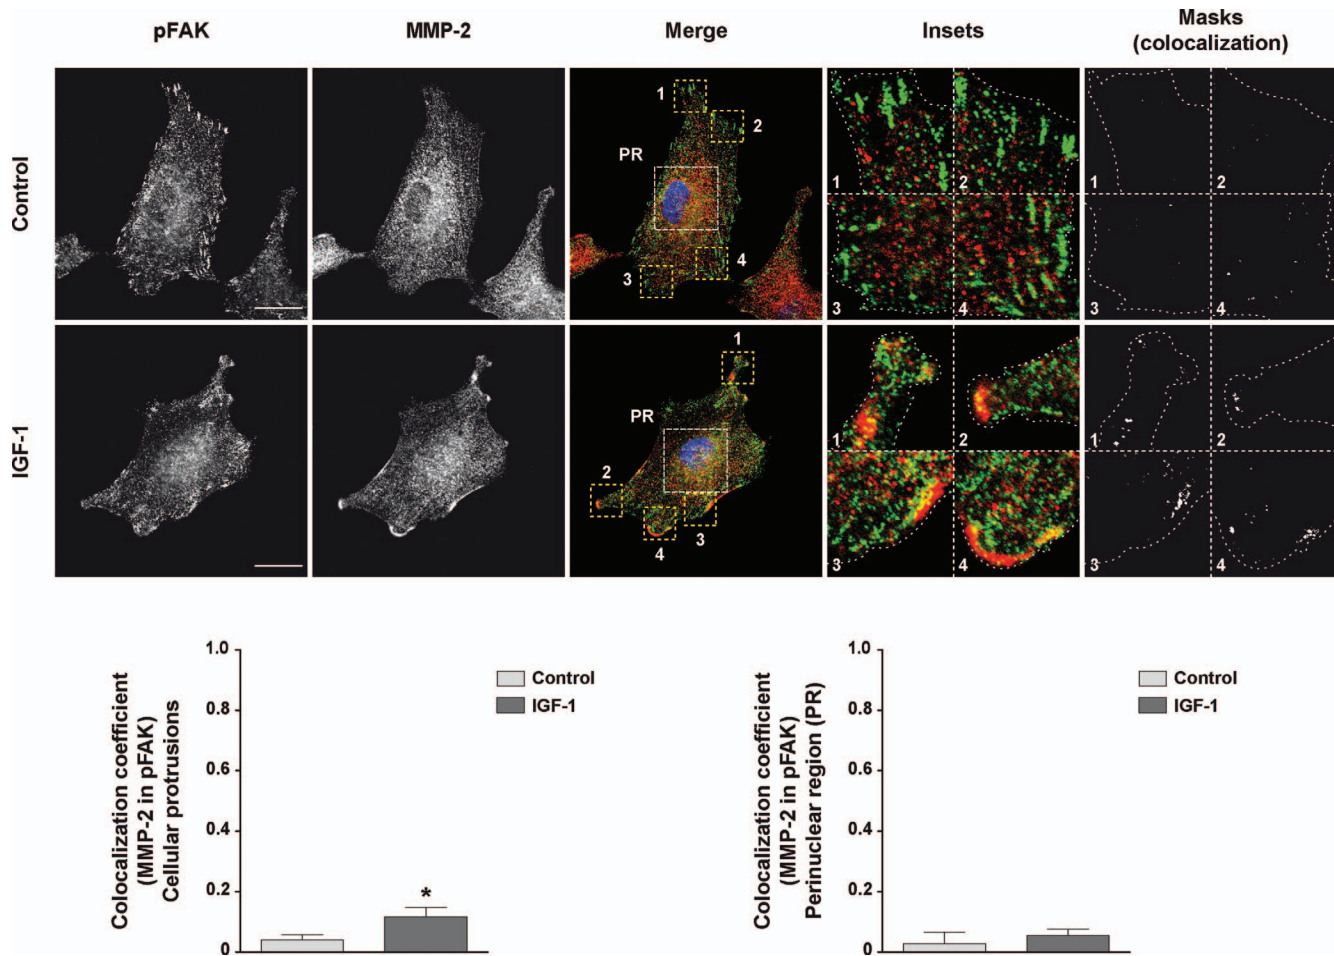 pFAK
MMP-2
Merge
Insets
Masks
(colocalization)
Control
1
2
PR
3
4
1
2
3
4
1
2
3
4
IGF-1
1
PR
2
3
4
1
2
3
4
1
2
3
4
Colocalization coefficient
(MMP-2 in pFAK)
Cellular protrusions
1.0
0.8
0.6
0.4
0.2
0
*
Control
IGF-1
Colocalization coefficient
(MMP-2 in pFAK)
Perinuclear region (PR)
1.0
0.8
0.6
0.4
0.2
0
Control
IGF-1